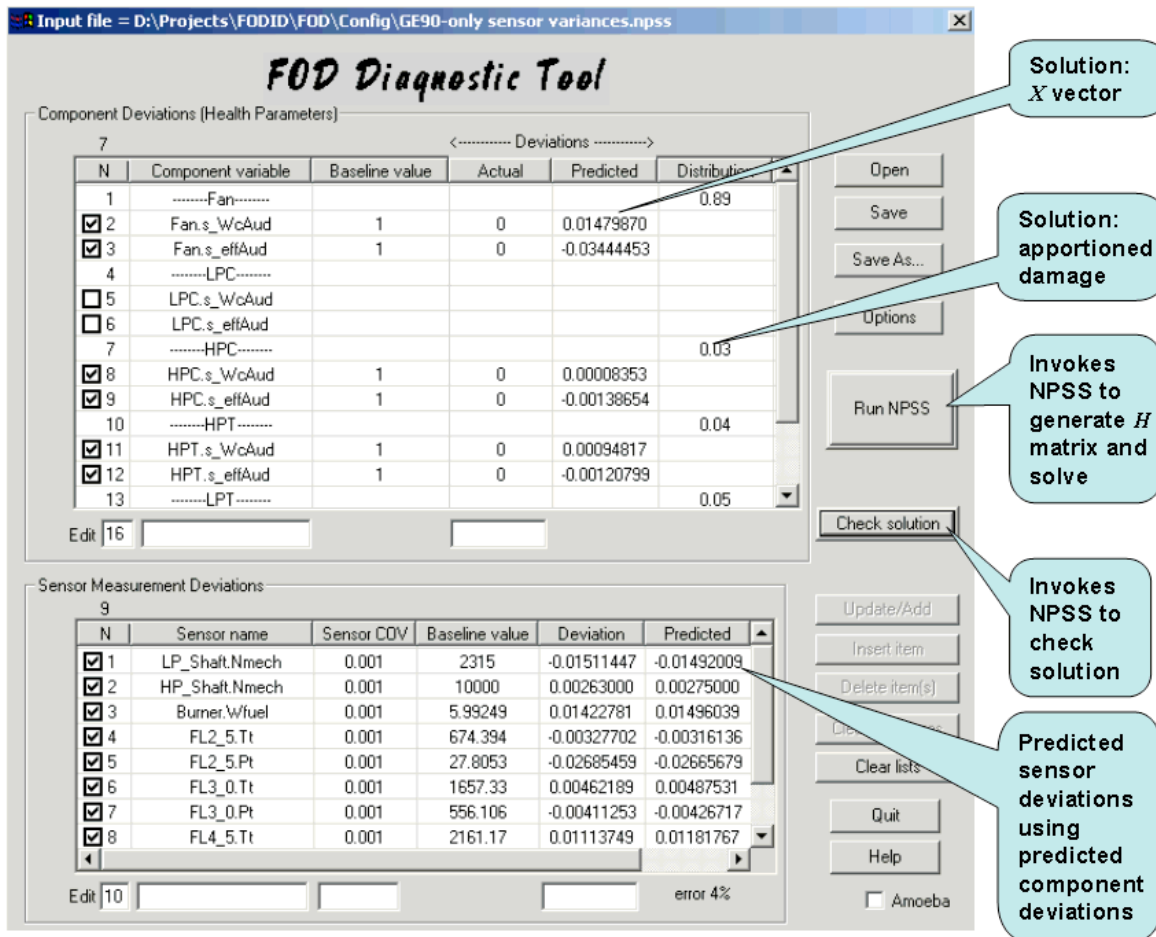 Input file = D:\Projects\FODID\FOD\Config\GE90-only sensor variances.npss
FOD Diagnostic Tool
Component Deviations (Health Parameters)
7 <------------ Deviations ----------->
N Component variable Baseline value Actual Predicted Distribution
1 --------Fan-------- 0.89
2 Fan.s_WcAud 1 0 0.01479870
3 Fan.s_effAud 1 0 -0.03444453
4 --------LPC--------
5 LPC.s_WcAud
6 LPC.s_effAud
7 --------HPC-------- 0.03
8 HPC.s_WcAud 1 0 0.00008353
9 HPC.s_effAud 1 0 -0.00138654
10 --------HPT-------- 0.04
11 HPT.s_WcAud 1 0 0.00094817
12 HPT.s_effAud 1 0 -0.00120799
13 --------LPT-------- 0.05
Edit 16
Open
Save
Save As...
Options
Run NPSS
Check solution
Sensor Measurement Deviations
9
N Sensor name Sensor COV Baseline value Deviation Predicted
1 LP_Shaft.Nmech 0.001 2315 -0.01511447 -0.01492009
2 HP_Shaft.Nmech 0.001 10000 0.00263000 0.00275000
3 Burner.Wfuel 0.001 5.99249 0.01422781 0.01496039
4 FL2_5.Tt 0.001 674.394 -0.00327702 -0.00316136
5 FL2_5.Pt 0.001 27.8053 -0.02685459 -0.02665679
6 FL3_0.Tt 0.001 1657.33 0.00462189 0.00487531
7 FL3_0.Pt 0.001 556.106 -0.00411253 -0.00426717
8 FL4_5.Tt 0.001 2161.17 0.01113749 0.01181767
Edit 10 error 4%
Update/Add
Insert item
Delete item(s)
Clear lists
Quit
Help
Amoeba
Solution:
X vector
Solution:
apportioned
damage
Invokes
NPSS to
generate H
matrix and
solve
Invokes
NPSS to
check
solution
Predicted
sensor
deviations
using
predicted
component
deviations